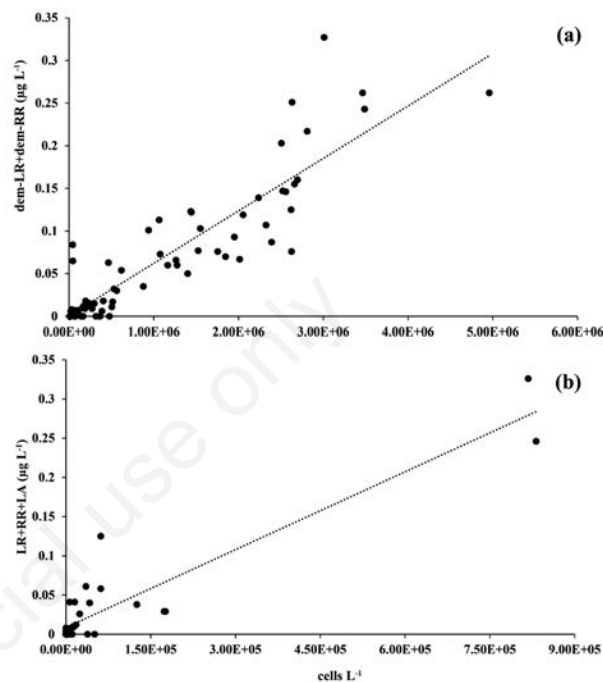 (a)
dem-LR+dem-RR (µg L-1)
0.35
0.3
0.25
0.2
0.15
0.1
0.05
0
0.00E+00 1.00E+06 2.00E+06 3.00E+06 4.00E+06 5.00E+06 6.00E+06
(b)
LR+RR+LA (µg L-1)
0.35
0.3
0.25
0.2
0.15
0.1
0.05
0
0.00E+00 1.50E+05 3.00E+05 4.50E+05 6.00E+05 7.50E+05 9.00E+05
cells L-1
cial use only